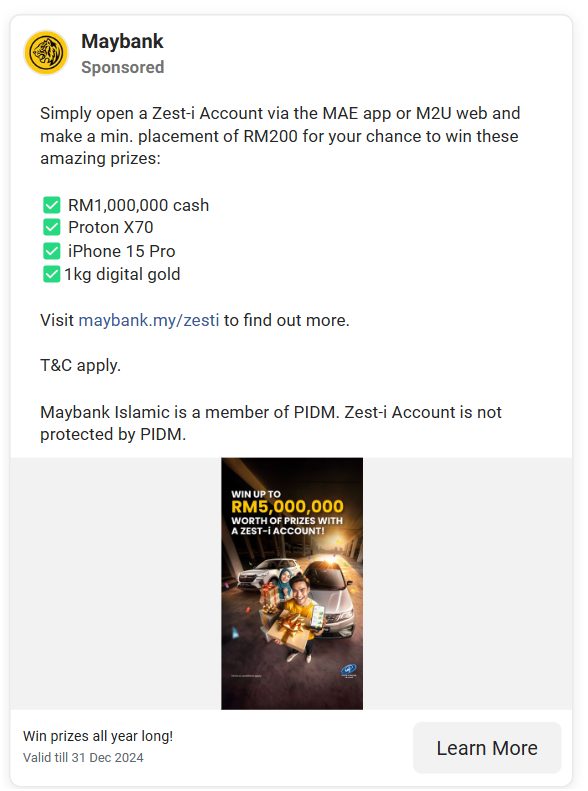 Maybank
Sponsored
Simply open a Zest-i Account via the MAE app or M2U web and
make a min. placement of RM200 for your chance to win these
amazing prizes:
✅ RM1,000,000 cash
✅ Proton X70
✅ iPhone 15 Pro
✅1kg digital gold
Visit maybank.my/zesti to find out more.
T&C apply.
Maybank Islamic is a member of PIDM. Zest-i Account is not
protected by PIDM.
WIN UP TO
RM5,000,000
WORTH OF PRIZES WITH
A ZEST-i ACCOUNT!
Win prizes all year long!
Valid till 31 Dec 2024
Learn More